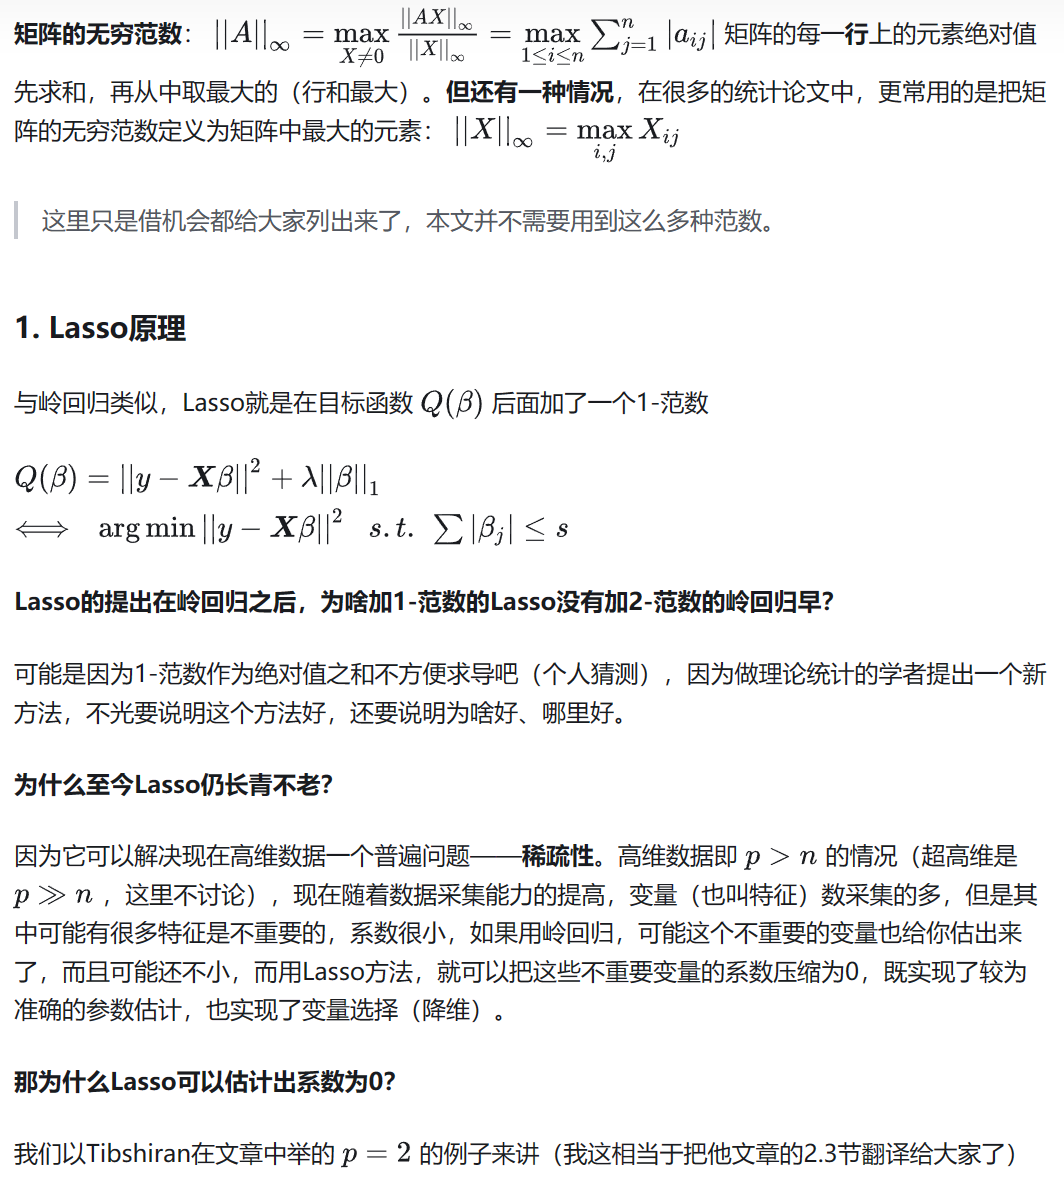 矩阵的无穷范数： $||A||_\infty = \max\limits_{X \neq 0} \frac{||AX||_\infty}{||X||_\infty} = \max\limits_{1 \leq i \leq n} \sum_{j=1}^{n} |a_{ij}|$ 矩阵的每一行上的元素绝对值
先求和，再从中取最大的（行和最大）。但还有一种情况，在很多的统计论文中，更常用的是把矩
阵的无穷范数定义为矩阵中最大的元素： $||X||_\infty = \max\limits_{i,j} X_{ij}$
这里只是借机会都给大家列出来了，本文并不需要用到这么多种范数。
1. Lasso原理
与岭回归类似，Lasso就是在目标函数 $Q(\beta)$ 后面加了一个1-范数
$Q(\beta) = ||y - \boldsymbol{X}\beta||^2 + \lambda||\beta||_1$
$\iff \arg\min ||y - \boldsymbol{X}\beta||^2 \quad s.t. \sum |\beta_j| \leq s$
Lasso的提出在岭回归之后，为啥加1-范数的Lasso没有加2-范数的岭回归早？
可能是因为1-范数作为绝对值之和不方便求导吧（个人猜测），因为做理论统计的学者提出一个新
方法，不光要说明这个方法好，还要说明为啥好、哪里好。
为什么至今Lasso仍长青不老？
因为它可以解决现在高维数据一个普遍问题——稀疏性。高维数据即 $p > n$ 的情况（超高维是
$p \gg n$ ，这里不讨论），现在随着数据采集能力的提高，变量（也叫特征）数采集的多，但是其
中可能有很多特征是不重要的，系数很小，如果用岭回归，可能这个不重要的变量也给你估出来
了，而且可能还不小，而用Lasso方法，就可以把这些不重要变量的系数压缩为0，既实现了较为
准确的参数估计，也实现了变量选择（降维）。
那为什么Lasso可以估计出系数为0？
我们以Tibshiran在文章中举的 $p = 2$ 的例子来讲（我这相当于把他文章的2.3节翻译给大家了）